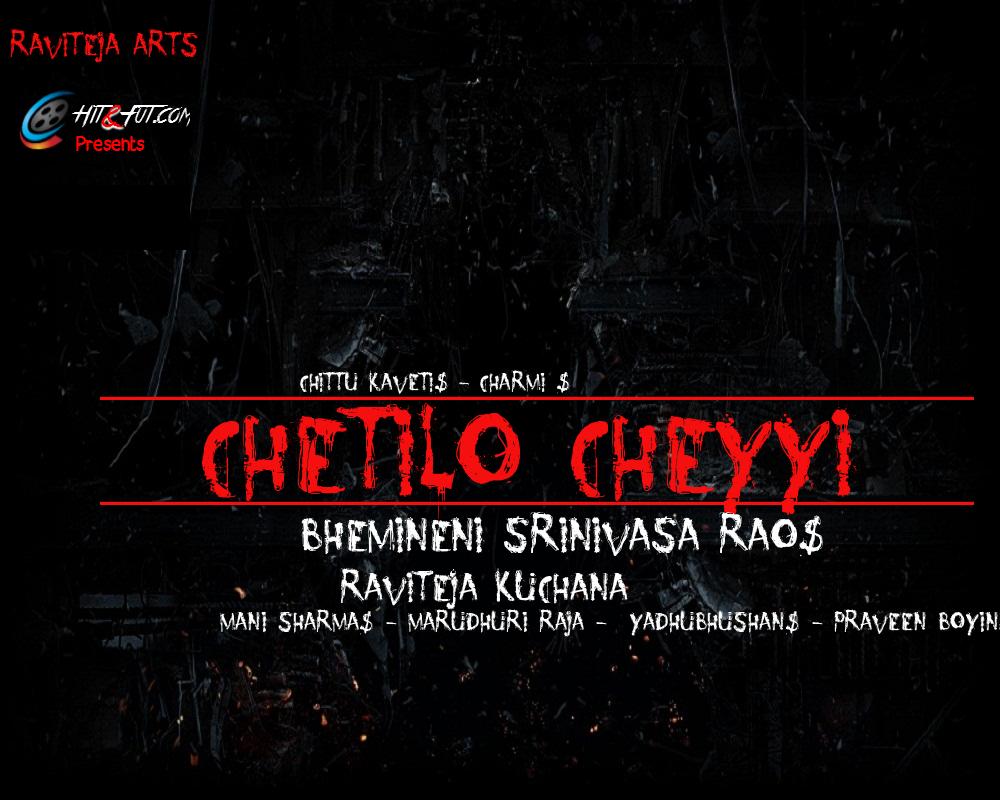 RAVITEJA ARTS
HIT&FUT.COM
Presents
CHITTU KAVETI$ - CHARMI $
CHETILO CHEYYI
BHEMINENI SRINIVASA RAO$
RAVITEJA KUCHANA
MANI SHARMA$ - MARUDHURI RAJA - YADHUBHUSHAN$ - PRAVEEN BOYIN